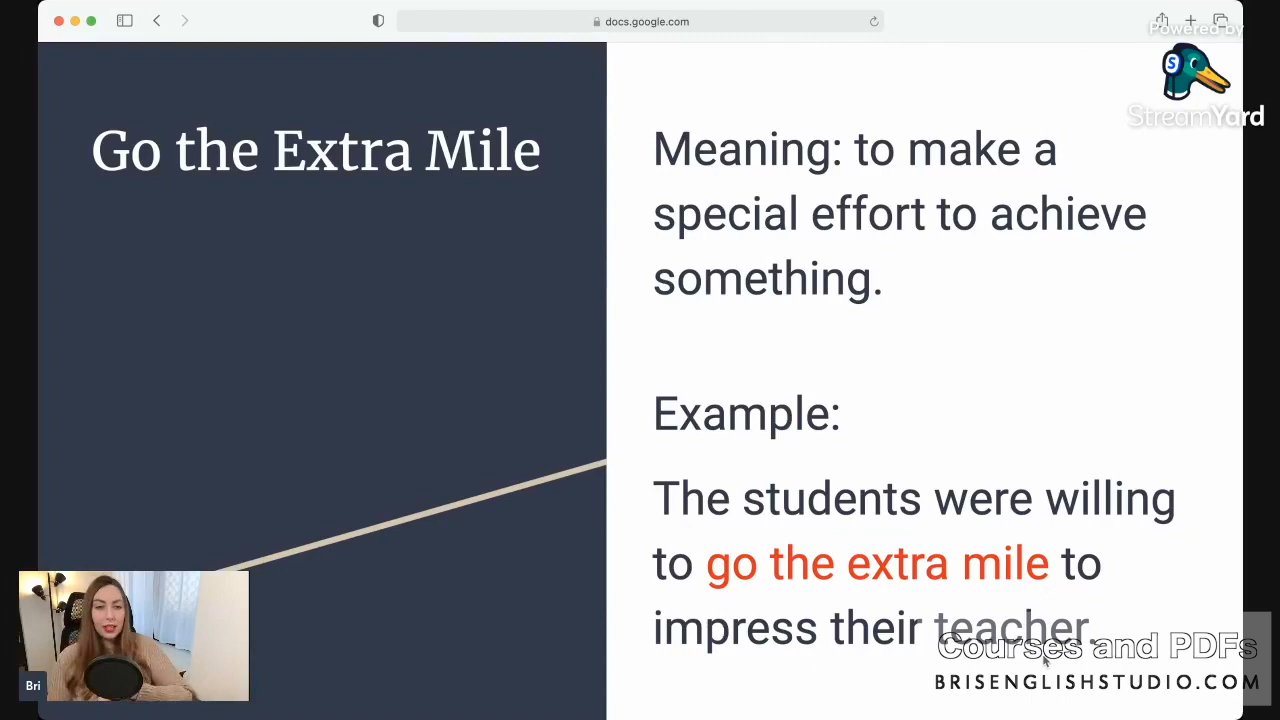 docs.google.com
Powered by
StreamYard
Go the Extra Mile
Meaning: to make a
special effort to achieve
something.
Example:
The students were willing
to go the extra mile to
impress their teacher.
Courses and PDFs
BRISENGLISHSTUDIO.COM
Bri
S